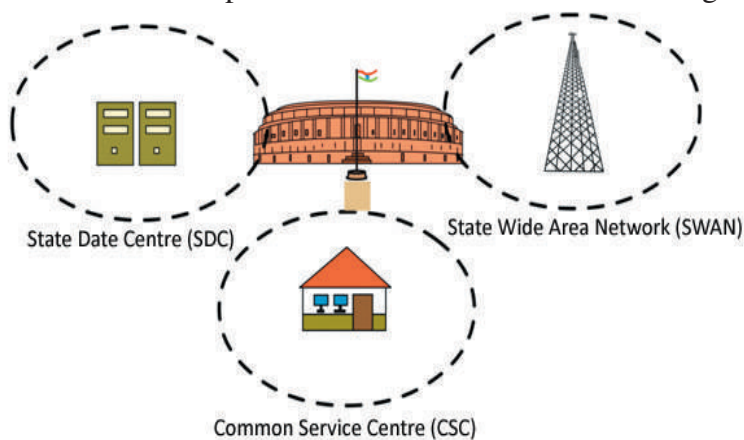 State Date Centre (SDC)
State Wide Area Network (SWAN)
Common Service Centre (CSC)